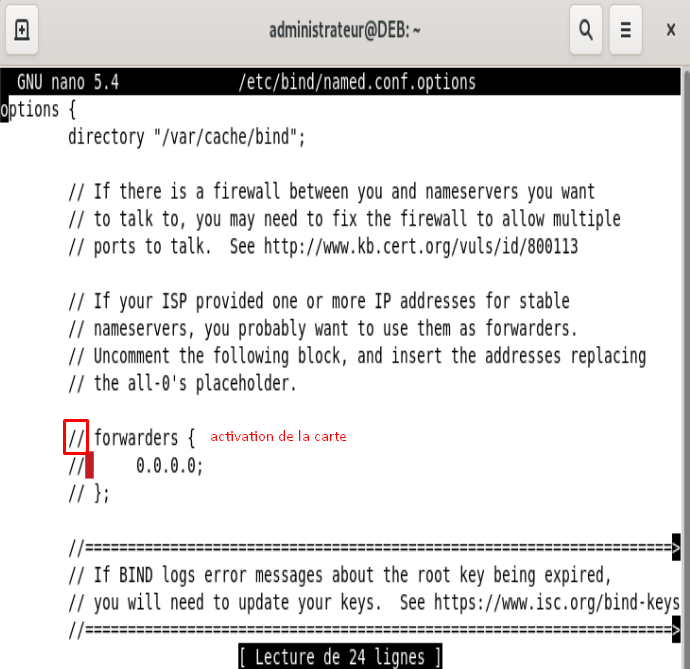 administrateur@DEB: ~
GNU nano 5.4 /etc/bind/named.conf.options
options {
directory "/var/cache/bind";
// If there is a firewall between you and nameservers you want
// to talk to, you may need to fix the firewall to allow multiple
// ports to talk.  See http://www.kb.cert.org/vuls/id/800113
// If your ISP provided one or more IP addresses for stable
// nameservers, you probably want to use them as forwarders.
// Uncomment the following block, and insert the addresses replacing
// the all-0's placeholder.
// forwarders { activation de la carte
// 0.0.0.0;
// };
//======================================================================>
// If BIND logs error messages about the root key being expired,
// you will need to update your keys.  See https://www.isc.org/bind-keys
//======================================================================>
[ Lecture de 24 lignes ]